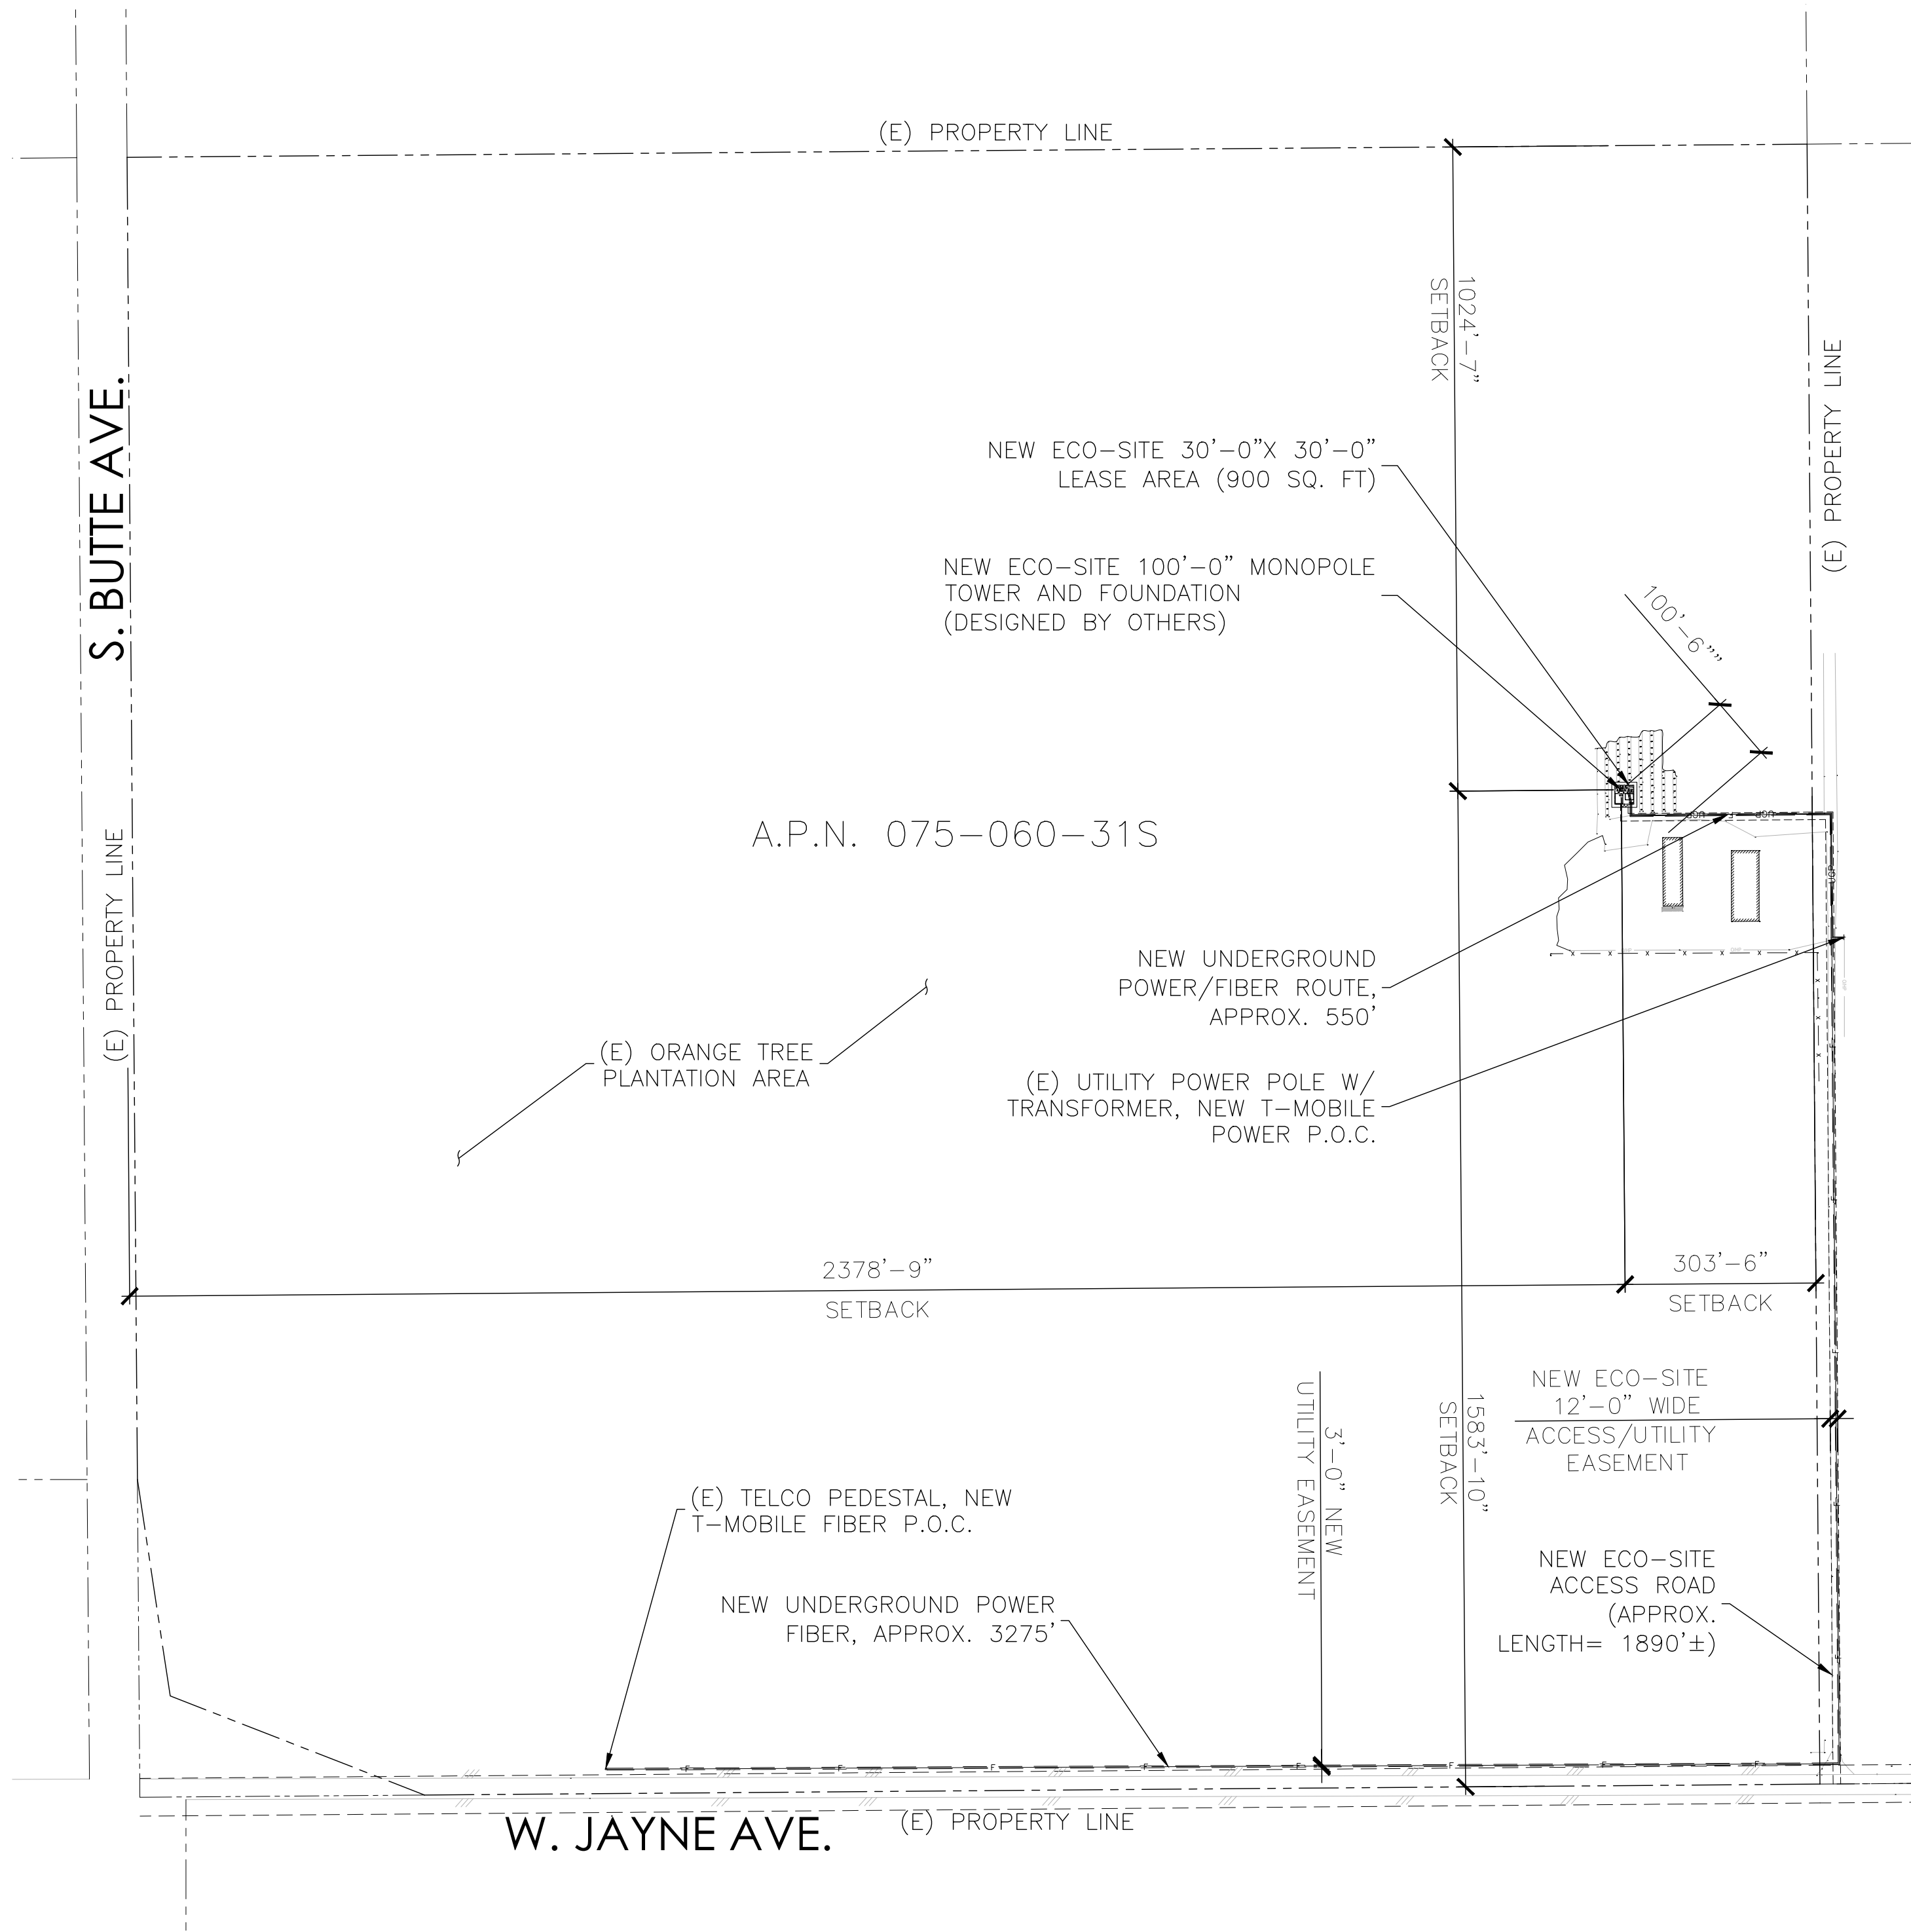 (E) PROPERTY LINE
1024'-7"
SETBACK
(E) PROPERTY LINE
S. BUTTE AVE.
NEW ECO-SITE 30'-0"X 30'-0"
LEASE AREA (900 SQ. FT)
NEW ECO-SITE 100'-0" MONOPOLE
TOWER AND FOUNDATION
(DESIGNED BY OTHERS)
100'-6""
A.P.N. 075-060-31S
UGP
UGP
UGP
(E) PROPERTY LINE
NEW UNDERGROUND
POWER/FIBER ROUTE,
APPROX. 550'
(E) ORANGE TREE
PLANTATION AREA
(E) UTILITY POWER POLE W/
TRANSFORMER, NEW T-MOBILE
POWER P.O.C.
2378'-9"
SETBACK
303'-6"
SETBACK
3'-0" NEW
UTILITY EASEMENT
1583'-10"
SETBACK
NEW ECO-SITE
12'-0" WIDE
ACCESS/UTILITY
EASEMENT
(E) TELCO PEDESTAL, NEW
T-MOBILE FIBER P.O.C.
NEW UNDERGROUND POWER
FIBER, APPROX. 3275'
NEW ECO-SITE
ACCESS ROAD
(APPROX.
LENGTH= 1890'±)
F F F F F F F F
W. JAYNE AVE.
(E) PROPERTY LINE